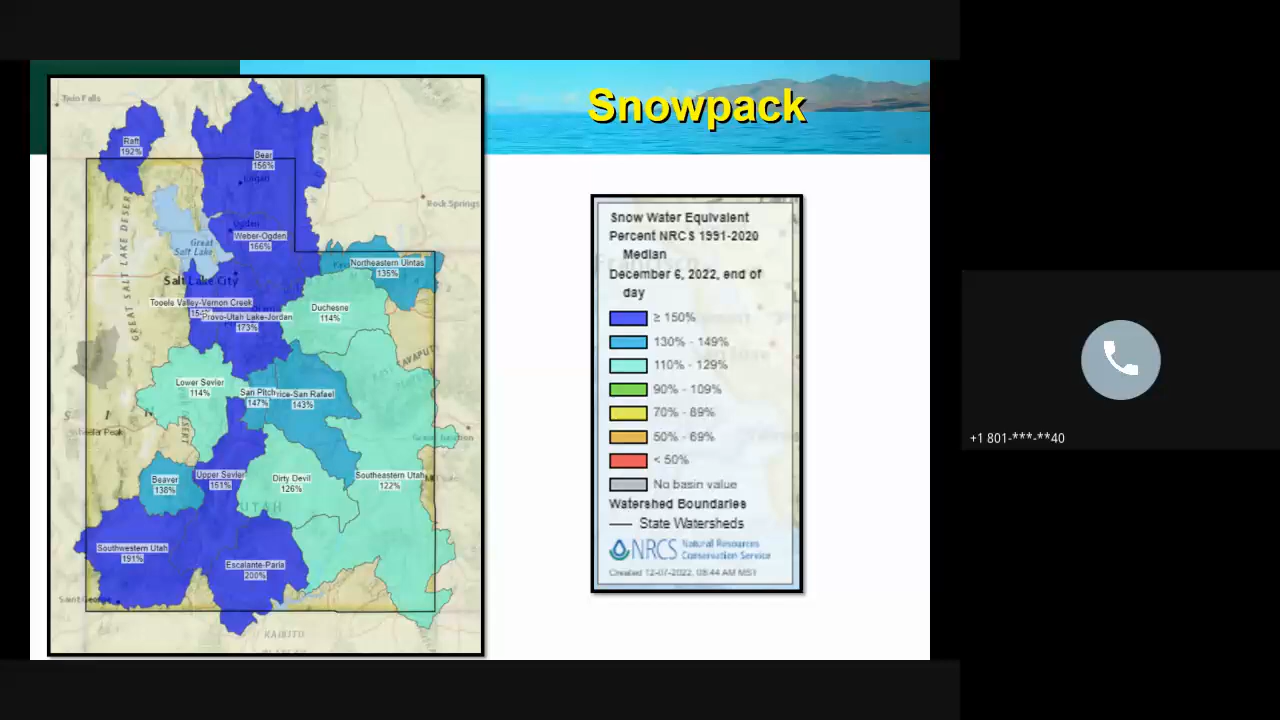 Snowpack
Twin Falls
Raft
192%
Bear
Logan
Rock Springs
Ogden
Weber-Ogden
166%
Great
Salt Lake
GREAT SALT LAKE DESERT
Northeastern Uintas
135%
Salt Lake City
Tooele Valley-Vernon Creek
Provo-Utah Lake-Jordan
173%
Duchesne
114%
Lower Sevier
114%
San Pitch
147%
rice-San Rafael
143%
Wheeler Peak
Grand Junction
Beaver
138%
Upper Sevier
151%
Dirty Devil
126%
Southeastern Utah
122%
UTAH
Southwestern Utah
191%
Escalante-Paria
200%
Saint George
KAIBITO
Snow Water Equivalent
Percent NRCS 1991-2020
Median
December 6, 2022, end of
day
≥ 150%
130% - 149%
110% - 129%
90% - 109%
70% - 89%
50% - 69%
< 50%
No basin value
Watershed Boundaries
State Watersheds
NRCS Natural Resources
Conservation Service
Created 12-07-2022, 08:44 AM MST
+1 801-***-**40